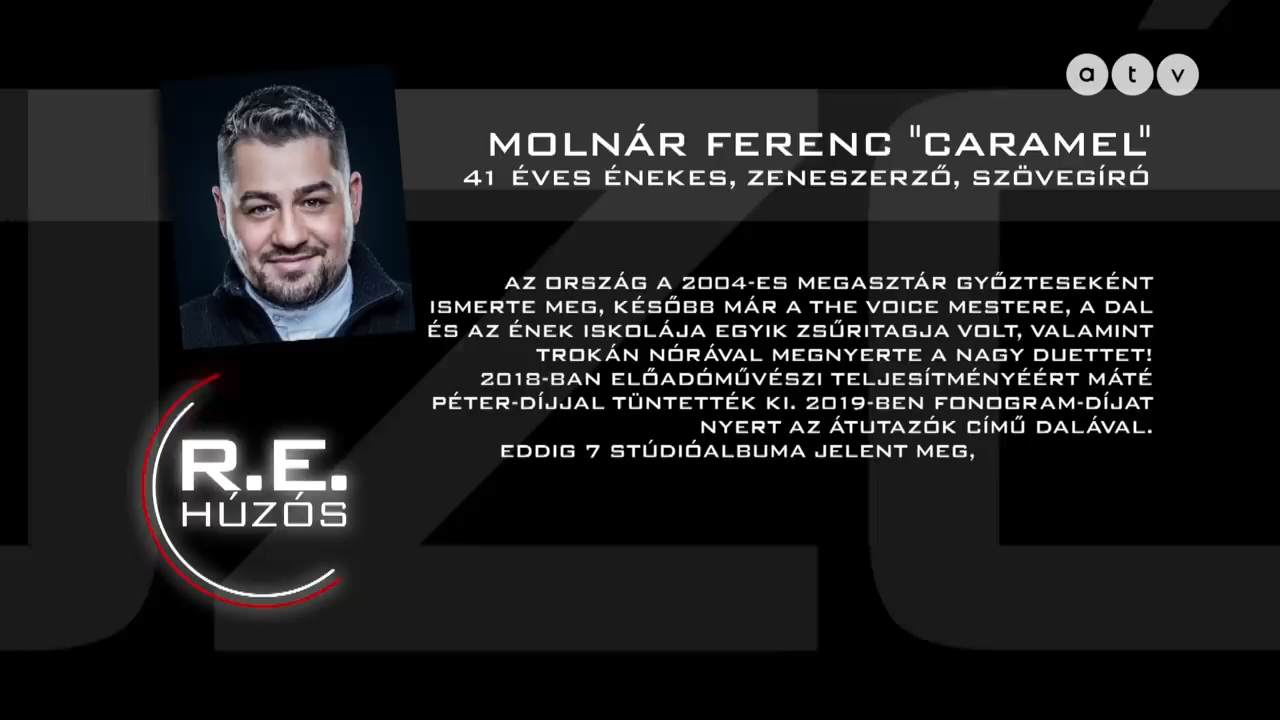 a t v
MOLNÁR FERENC "CARAMEL"
41 ÉVES ÉNEKES, ZENESZERZŐ, SZÖVEGÍRÓ
AZ ORSZÁG A 2004-ES MEGASZTÁR GYŐZTESEKÉNT
ISMERTE MEG, KÉSŐBB MÁR A THE VOICE MESTERE, A DAL
ÉS AZ ÉNEK ISKOLÁJA EGYIK ZSŰRITAGJA VOLT, VALAMINT
TROKÁN NÓRÁVAL MEGNYERTE A NAGY DUETTET!
2018-BAN ELŐADÓMŰVÉSZI TELJESÍTMÉNYÉÉRT MÁTÉ
PÉTER-DÍJJAL TÜNTETTÉK KI. 2019-BEN FONOGRAM-DÍJAT
NYERT AZ ÁTUTAZÓK CÍMŰ DALÁVAL.
EDDIG 7 STÚDIÓALBUMA JELENT MEG,
R.E.
HÚZÓS